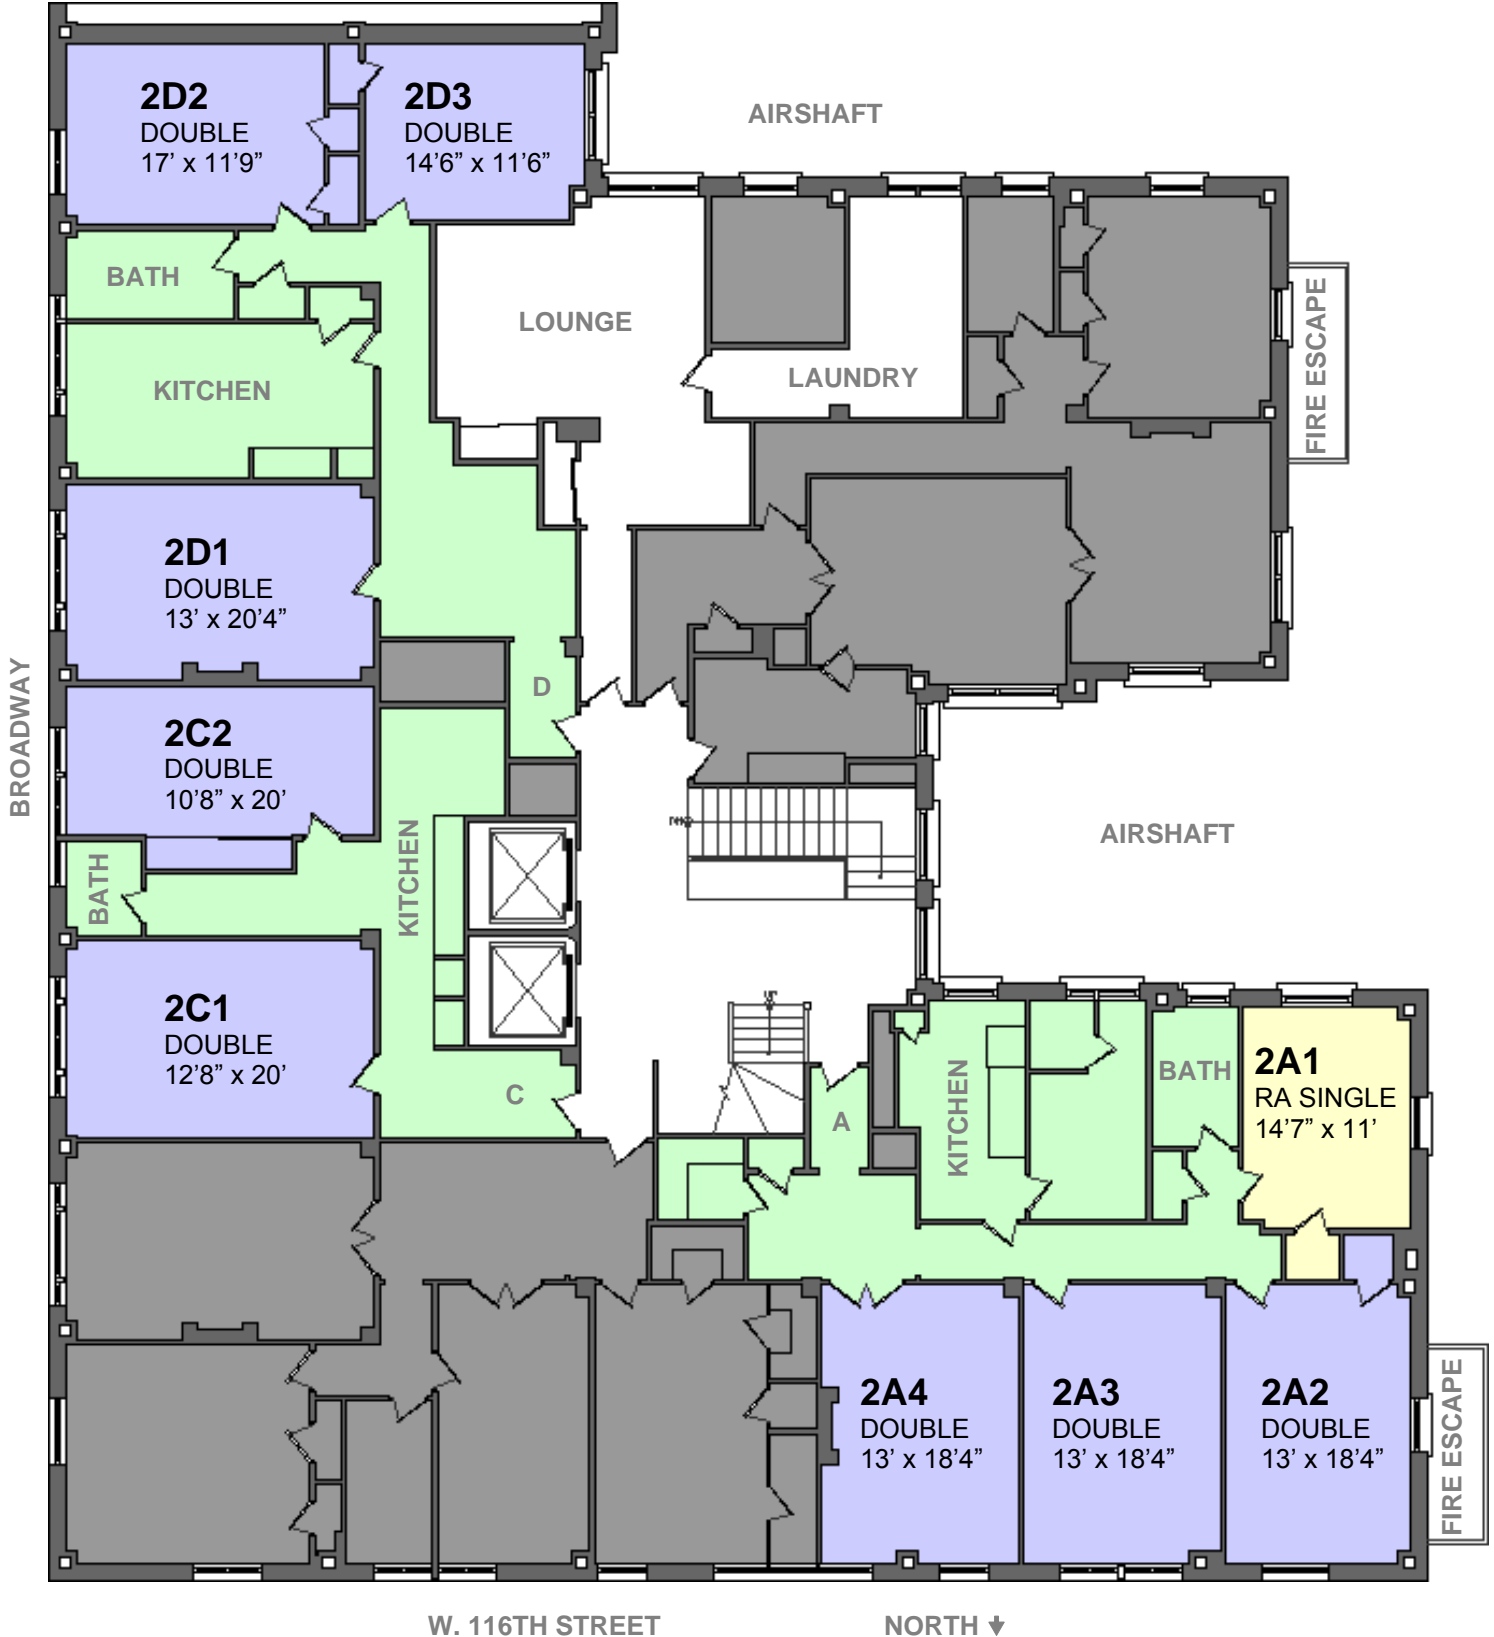 2D2
DOUBLE
17’ x 11’9”
2D3
DOUBLE
14’6” x 11’6”
AIRSHAFT
BATH
LOUNGE
KITCHEN
LAUNDRY
FIRE ESCAPE
2D1
DOUBLE
13’ x 20’4”
D
BROADWAY
2C2
DOUBLE
10’8” x 20’
KITCHEN
BATH
AIRSHAFT
2C1
DOUBLE
12’8” x 20’
C
A
KITCHEN
BATH
2A1
RA SINGLE
14’7” x 11’
2A4
DOUBLE
13’ x 18’4”
2A3
DOUBLE
13’ x 18’4”
2A2
DOUBLE
13’ x 18’4”
FIRE ESCAPE
W. 116TH STREET
NORTH